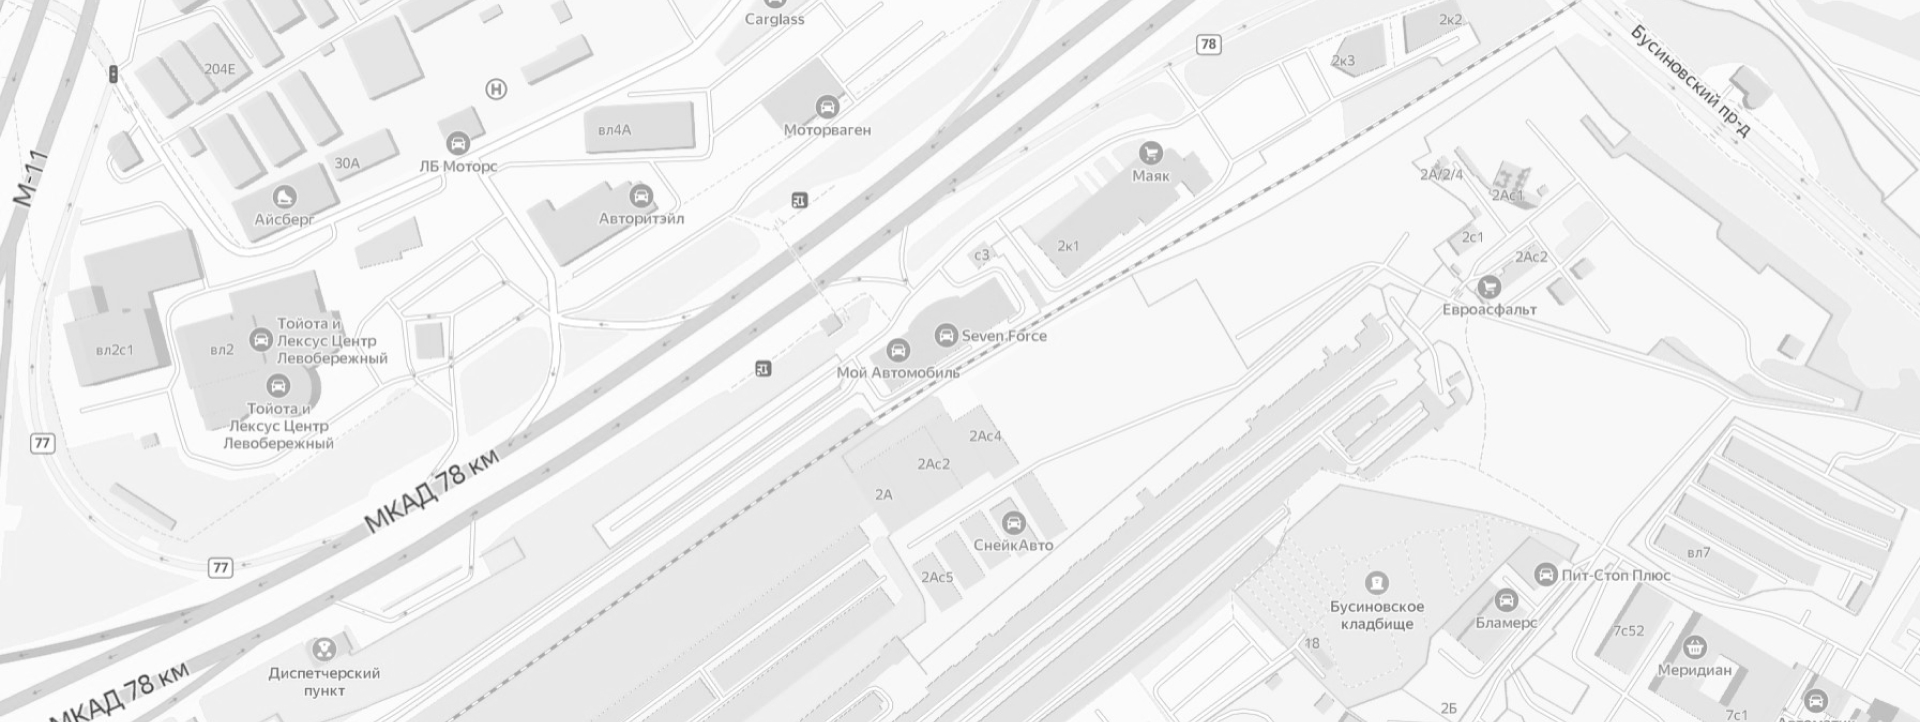 Carglass
2к2
78
2к3
204Е
Бусиновский пр-д
вл4А
Моторваген
30А
ЛБ Моторс
М-11
Маяк
2А/2/4
2Ас1
Айсберг
Авторитэйл
2к1
2с1
с3
2Ас2
Евроасфальт
Тойота и
Лексус Центр
Левобережный
вл2с1
вл2
Seven Force
Мой Автомобиль
Тойота и
Лексус Центр
Левобережный
77
2Ас4
2Ас2
2А
МКАД 78 км
СнейкАвто
77
2Ас5
вл7
Пит-Стоп Плюс
Бусиновское
кладбище
Бламерс
7с52
18
Диспетчерский
пункт
Меридиан
МКАД 78 км
2Б
7с1